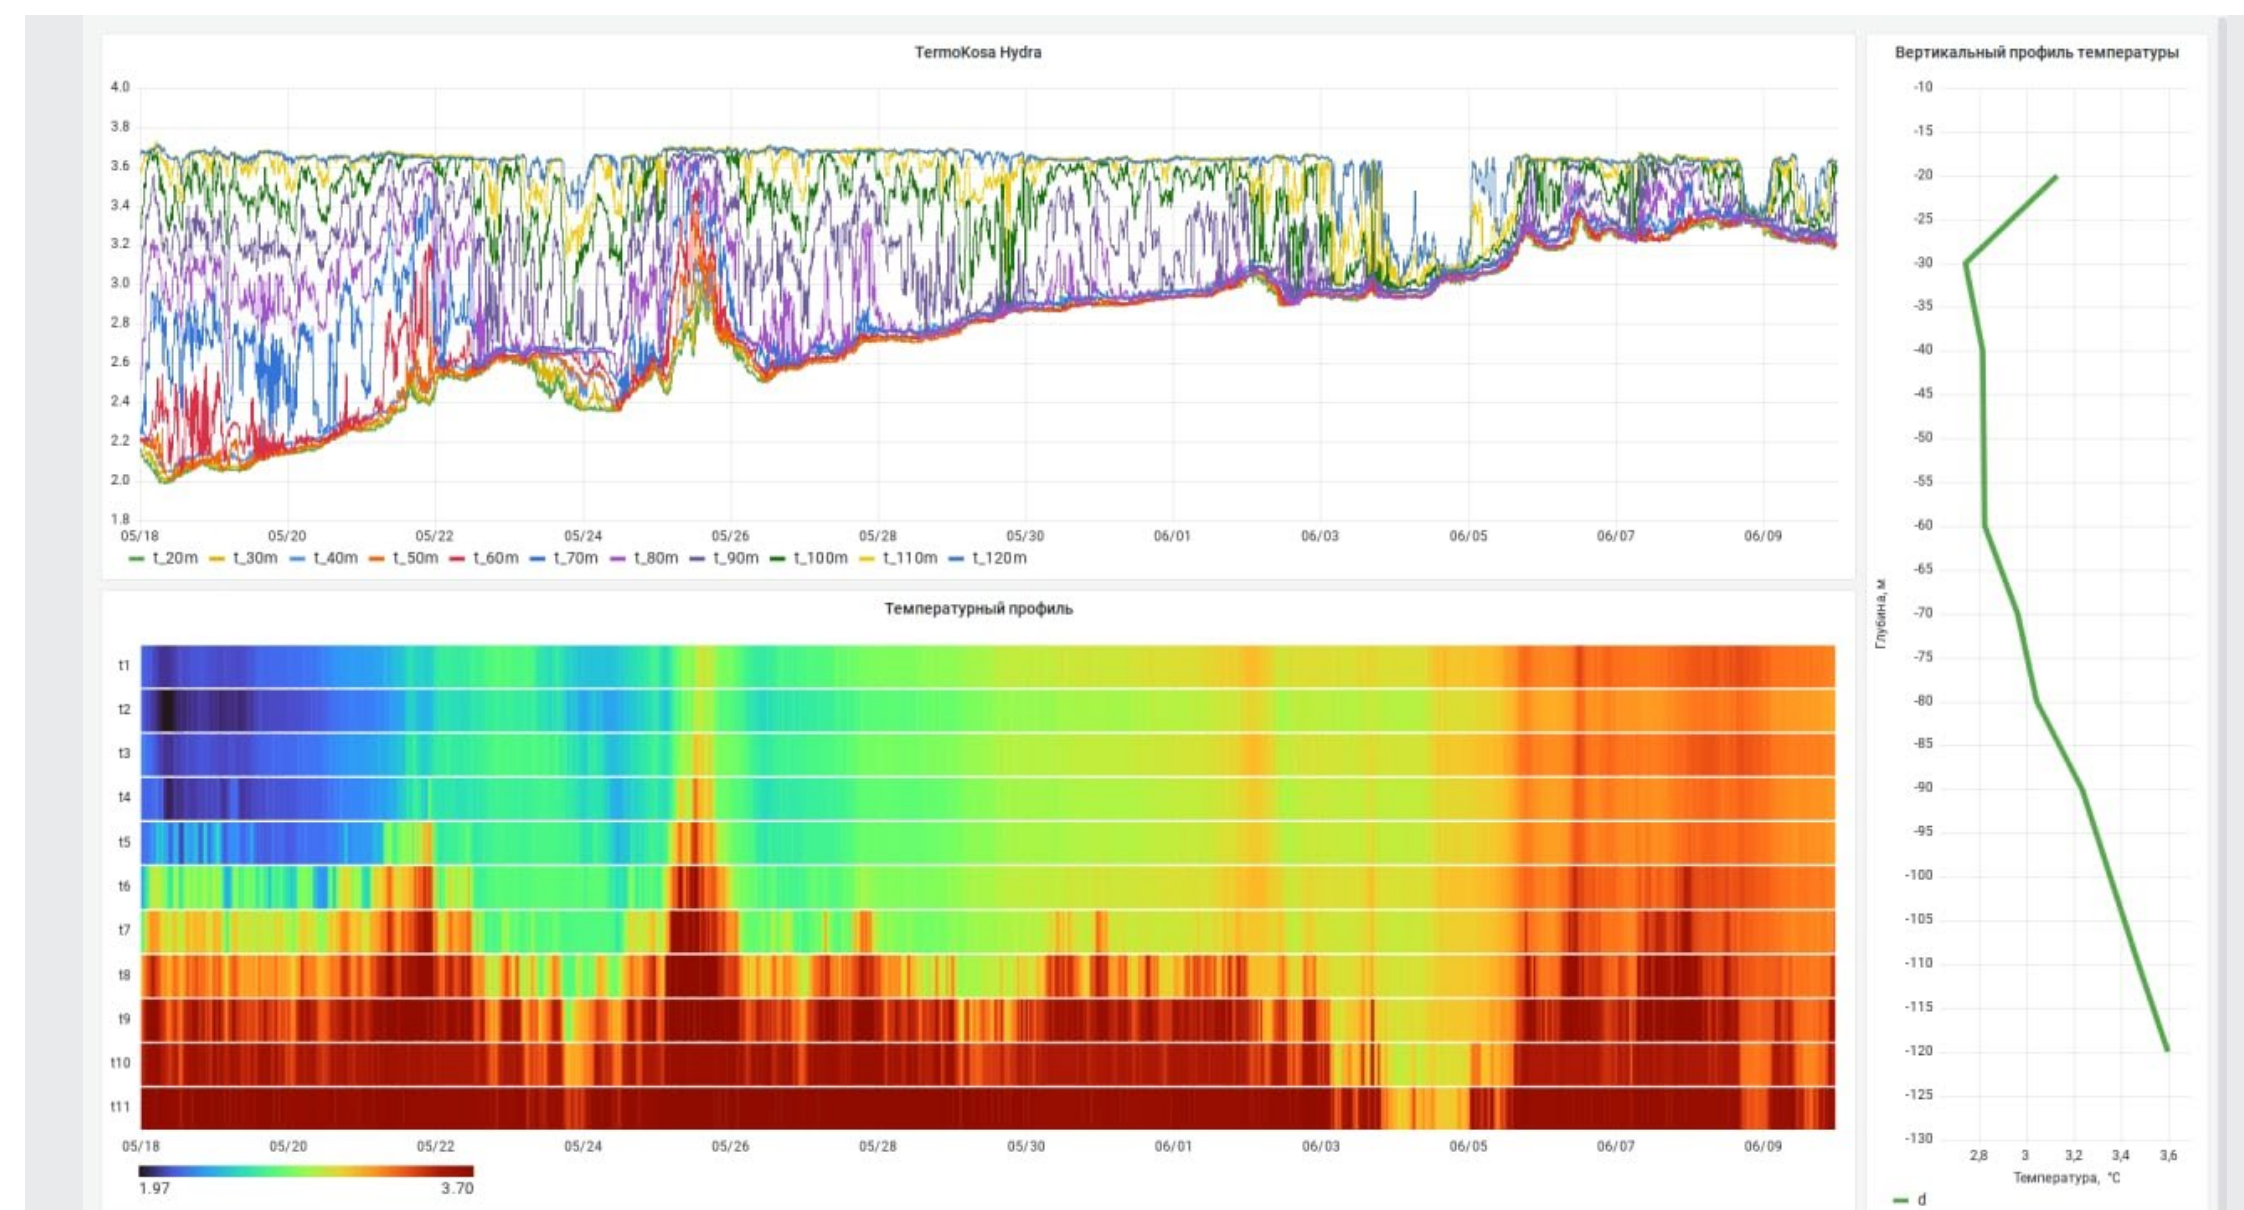 TermoKosa Hydra
4.0
3.8
3.6
3.4
3.2
3.0
2.8
2.6
2.4
2.2
2.0
1.8
05/18 05/20 05/22 05/24 05/26 05/28 05/30 06/01 06/03 06/05 06/07 06/09
t_20m t_30m t_40m t_50m t_60m t_70m t_80m t_90m t_100m t_110m t_120m
Температурный профиль
t1
t2
t3
t4
t5
t6
t7
t8
t9
t10
t11
05/18 05/20 05/22 05/24 05/26 05/28 05/30 06/01 06/03 06/05 06/07 06/09
1.97 3.70
Вертикальный профиль температуры
-10
-15
-20
-25
-30
-35
-40
-45
-50
-55
-60
-65
-70
-75
-80
-85
-90
-95
-100
-105
-110
-115
-120
-125
-130
Глубина, м
2,8 3 3,2 3,4 3,6
Температура, °C
d